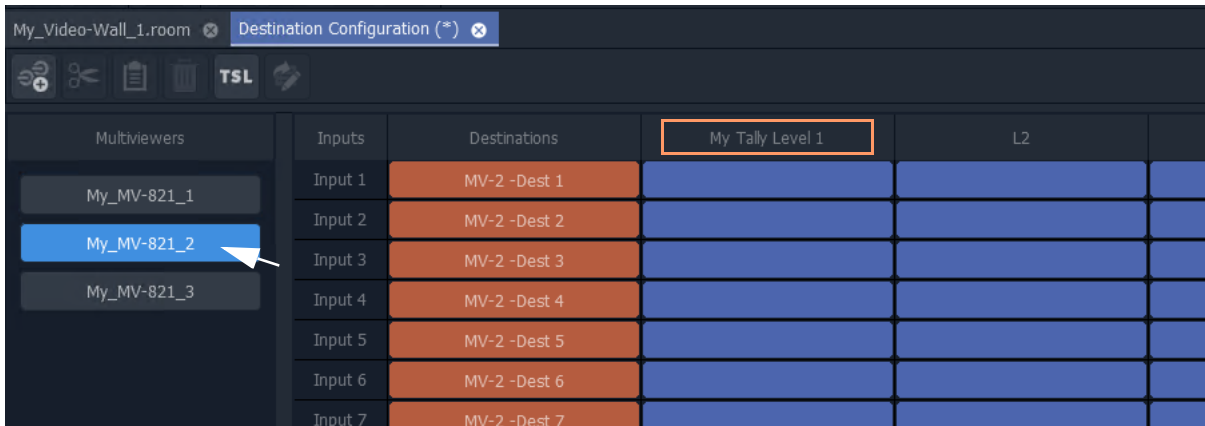 My_Video-Wall_1.room Destination Configuration (*)
TSL
Multiviewers Inputs Destinations My Tally Level 1 L2
My_MV-821_1
My_MV-821_2
My_MV-821_3
Input 1 MV-2 -Dest 1
Input 2 MV-2 -Dest 2
Input 3 MV-2 -Dest 3
Input 4 MV-2 -Dest 4
Input 5 MV-2 -Dest 5
Input 6 MV-2 -Dest 6
Input 7 MV-2 -Dest 7